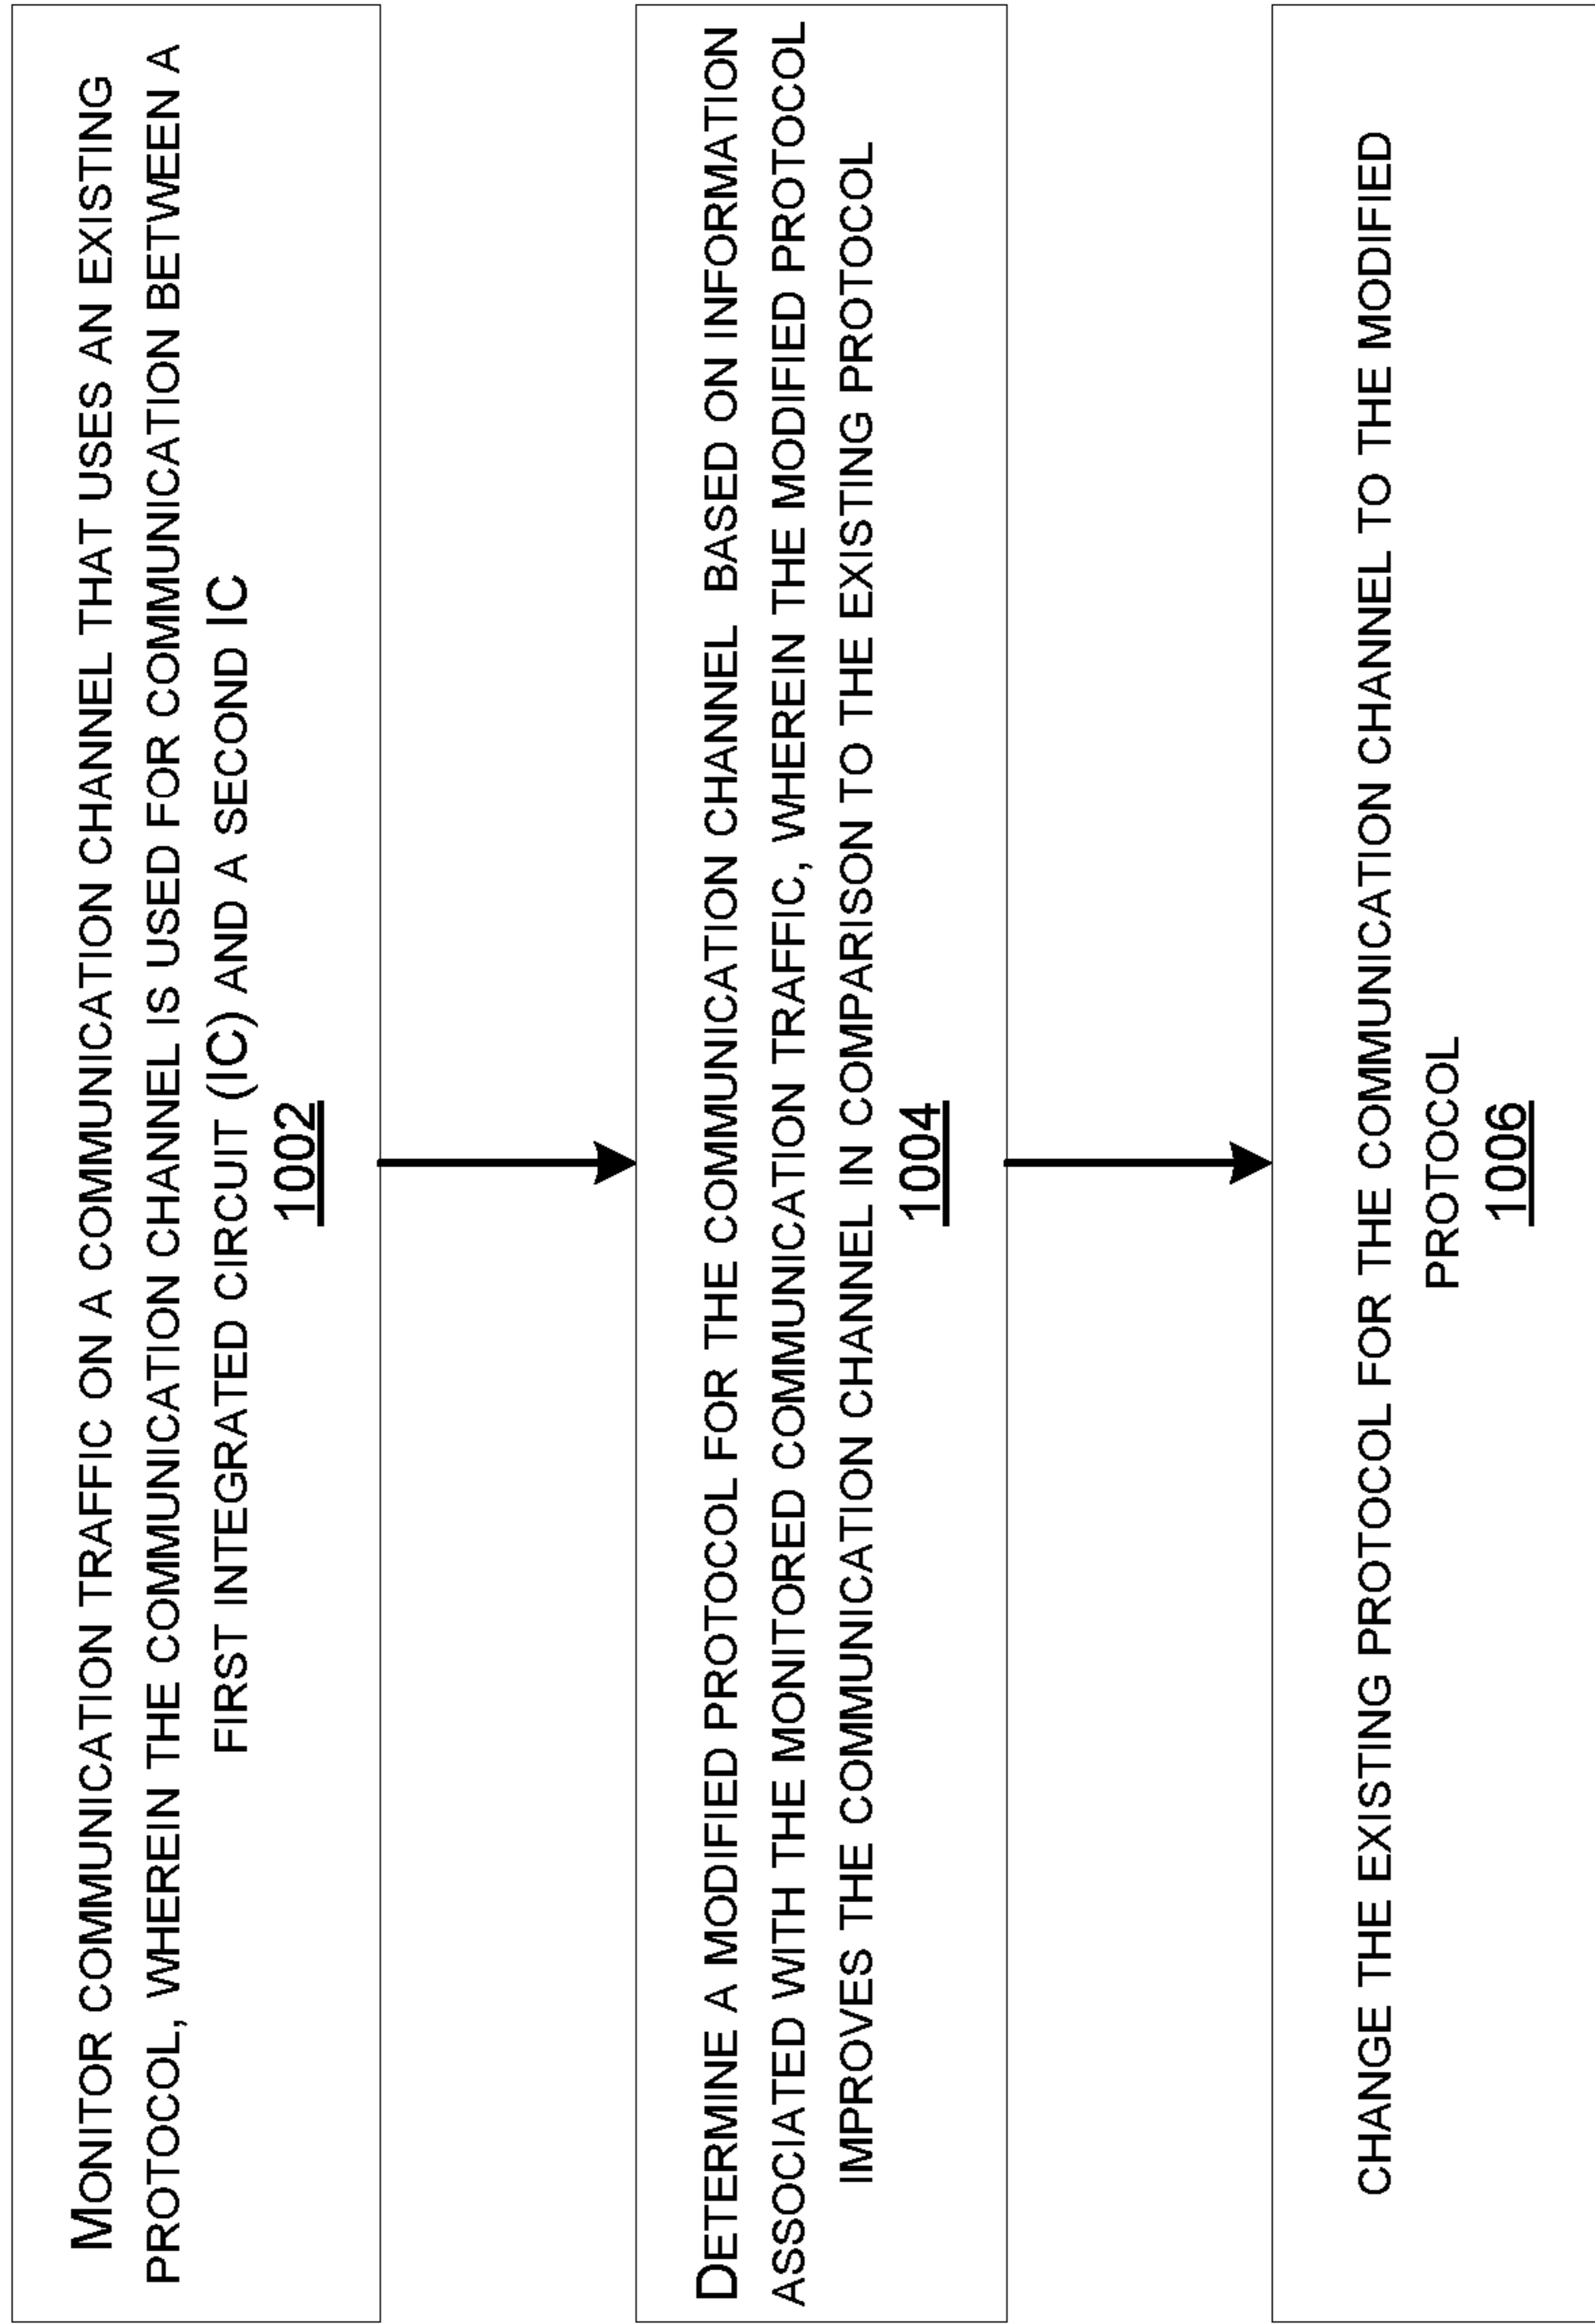 MONITOR COMMUNICATION TRAFFIC ON A COMMUNICATION CHANNEL THAT USES AN EXISTING
PROTOCOL, WHEREIN THE COMMUNICATION CHANNEL IS USED FOR COMMUNICATION BETWEEN A
FIRST INTEGRATED CIRCUIT (IC) AND A SECOND IC
1002
DETERMINE A MODIFIED PROTOCOL FOR THE COMMUNICATION CHANNEL BASED ON INFORMATION
ASSOCIATED WITH THE MONITORED COMMUNICATION TRAFFIC, WHEREIN THE MODIFIED PROTOCOL
IMPROVES THE COMMUNICATION CHANNEL IN COMPARISON TO THE EXISTING PROTOCOL
1004
CHANGE THE EXISTING PROTOCOL FOR THE COMMUNICATION CHANNEL TO THE MODIFIED
PROTOCOL
1006